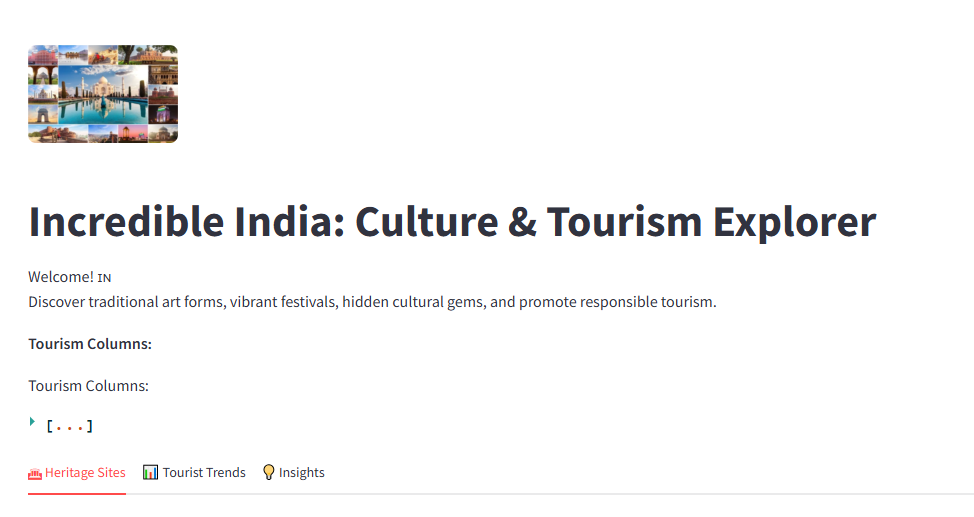 Incredible India: Culture & Tourism Explorer
Welcome! IN
Discover traditional art forms, vibrant festivals, hidden cultural gems, and promote responsible tourism.
Tourism Columns:
Tourism Columns:
[...]
Heritage Sites Tourist Trends Insights